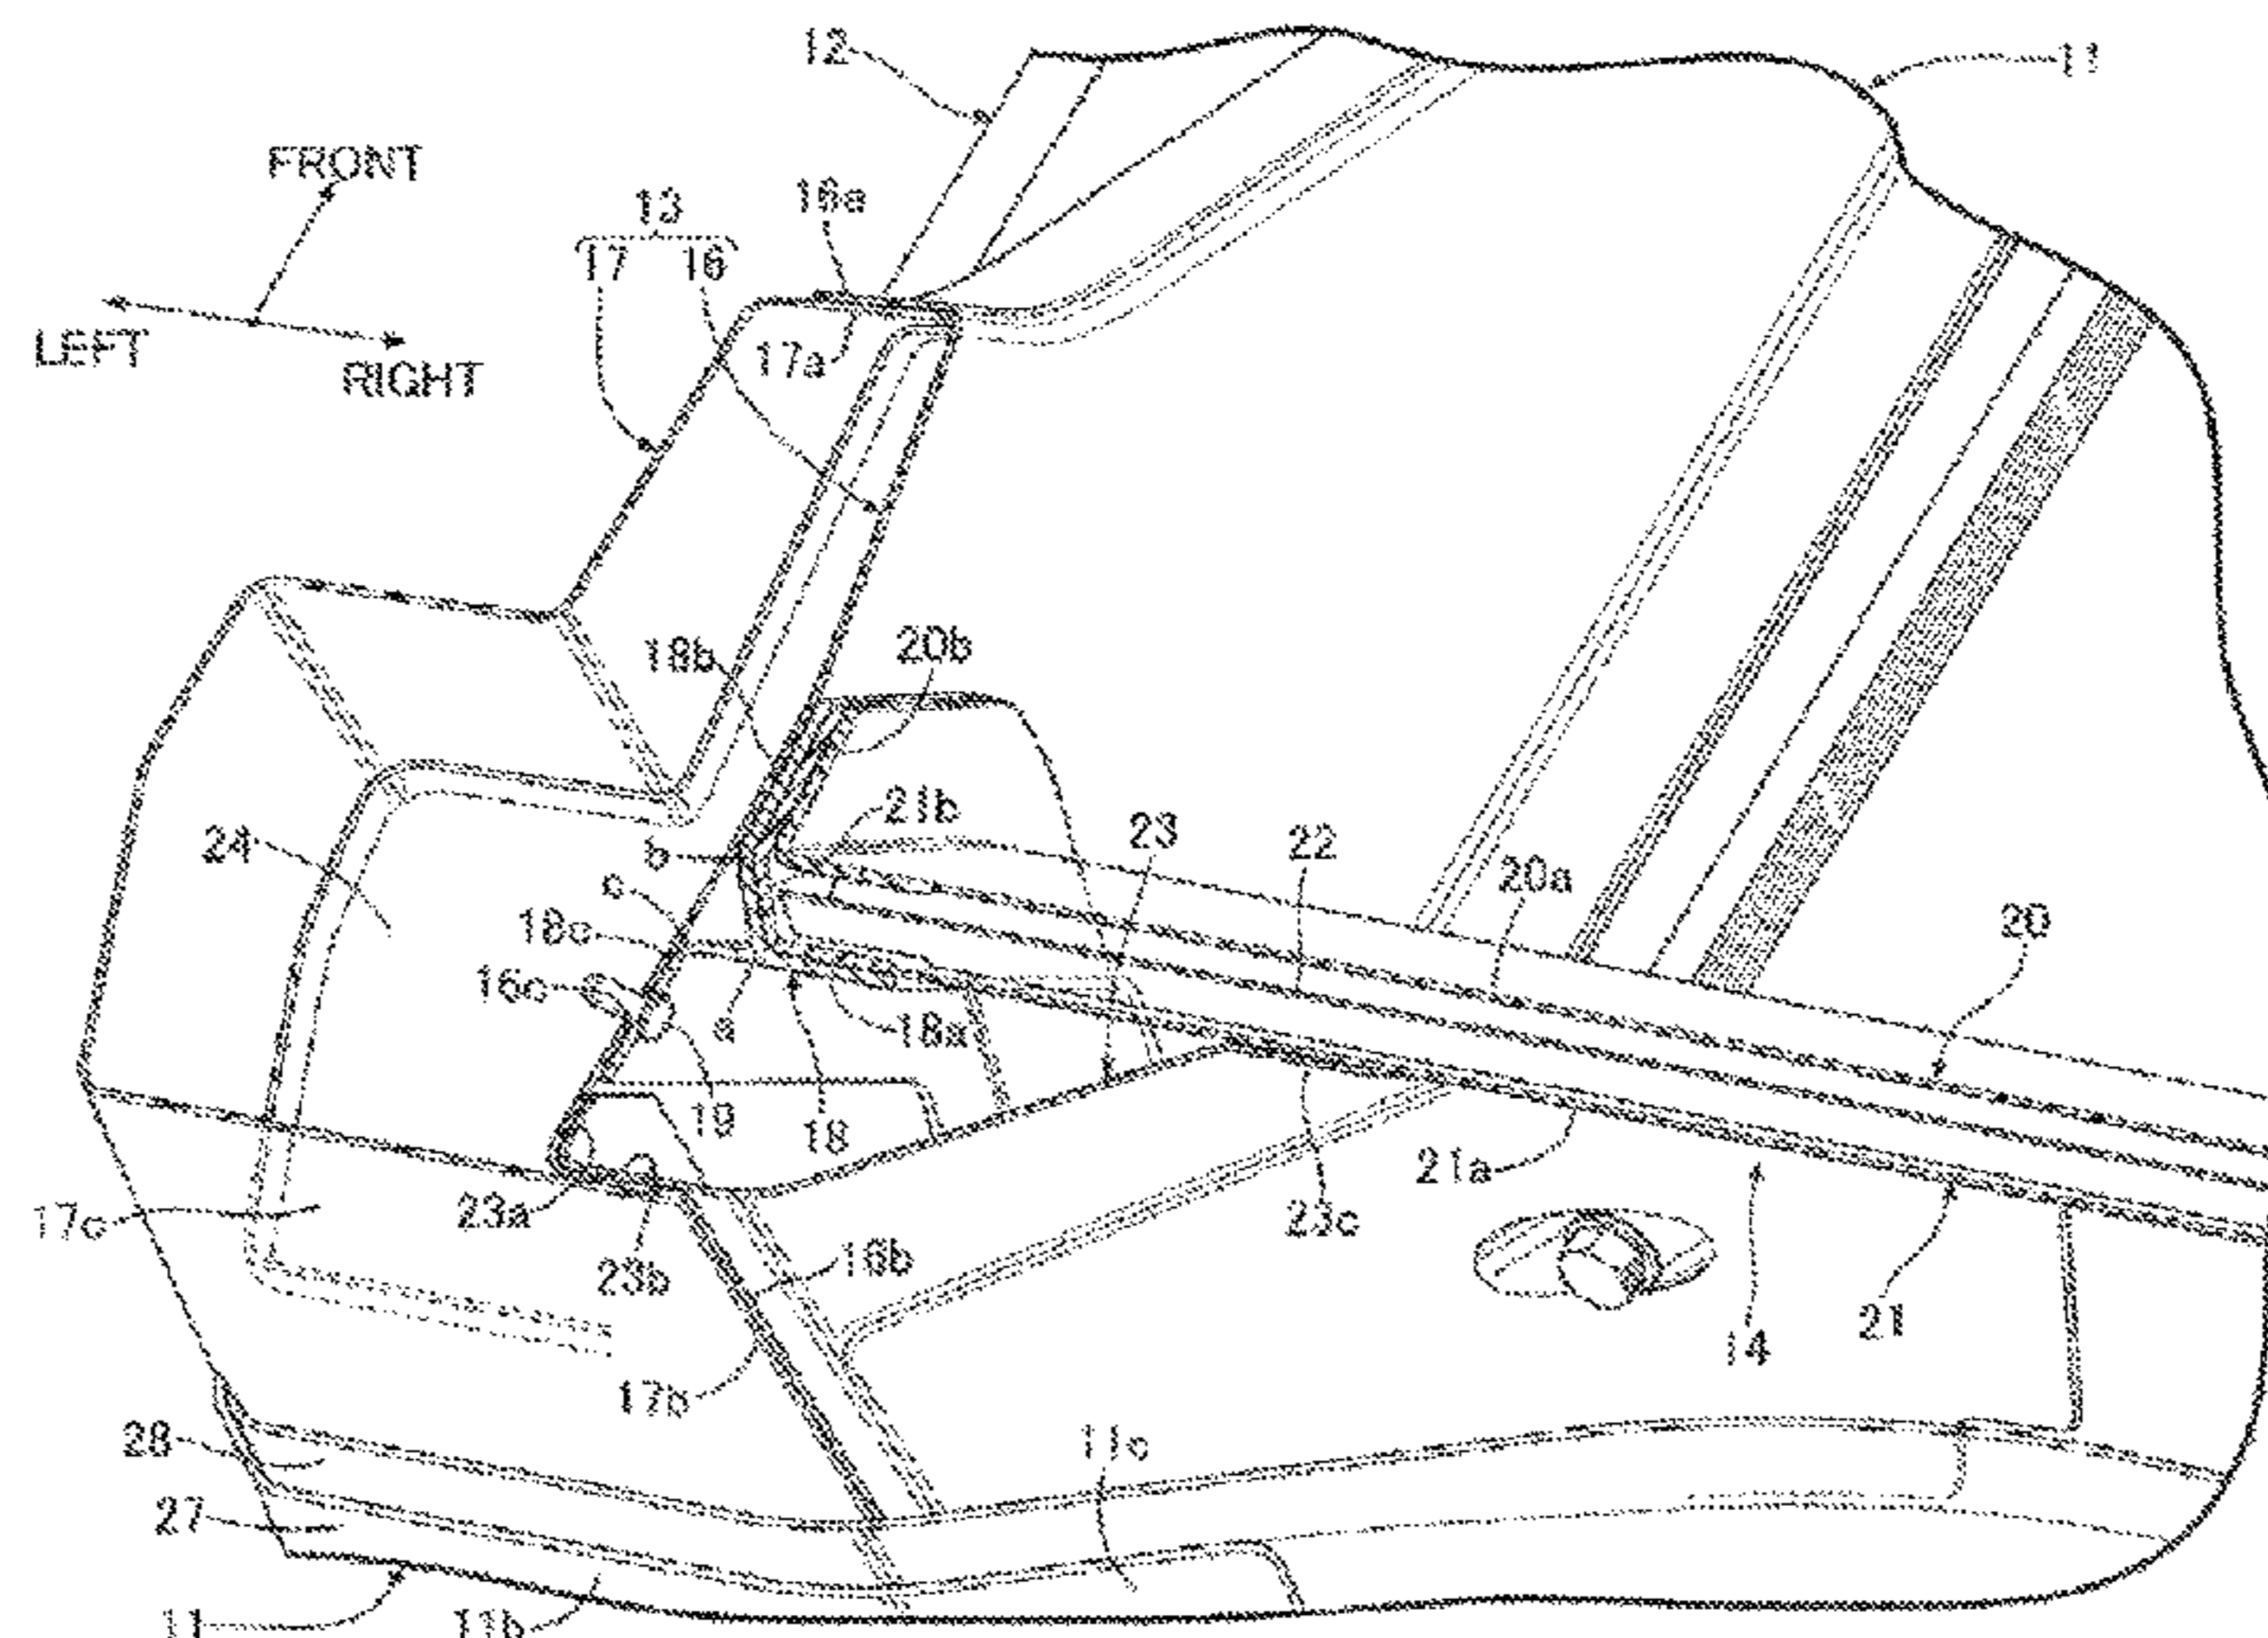 12
11
FRONT
13
16a
17 16
LEFT
RIGHT
17a
18b
20b
21b
23
22
24
b
20a
c
20
18c
16c
a
18a
19
18
21a
23a
23c
17c
23b
16b
21
14
17b
28
11c
27
11
11b